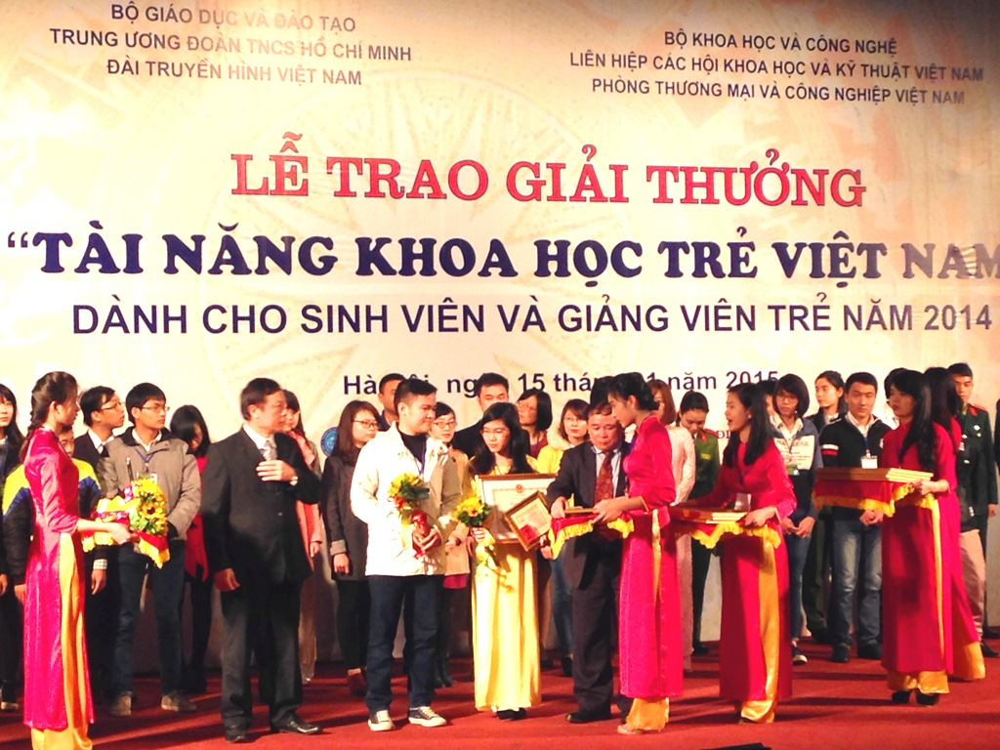 BỘ GIÁO DỤC VÀ ĐÀO TẠO
TRUNG ƯƠNG ĐOÀN TNCS HỒ CHÍ MINH
ĐÀI TRUYỀN HÌNH VIỆT NAM
BỘ KHOA HỌC VÀ CÔNG NGHỆ
LIÊN HIỆP CÁC HỘI KHOA HỌC VÀ KỸ THUẬT VIỆT NAM
PHÒNG THƯƠNG MẠI VÀ CÔNG NGHIỆP VIỆT NAM
LỄ TRAO GIẢI THƯỞNG
“TÀI NĂNG KHOA HỌC TRẺ VIỆT NAM
DÀNH CHO SINH VIÊN VÀ GIẢNG VIÊN TRẺ NĂM 2014
15 năm 2015